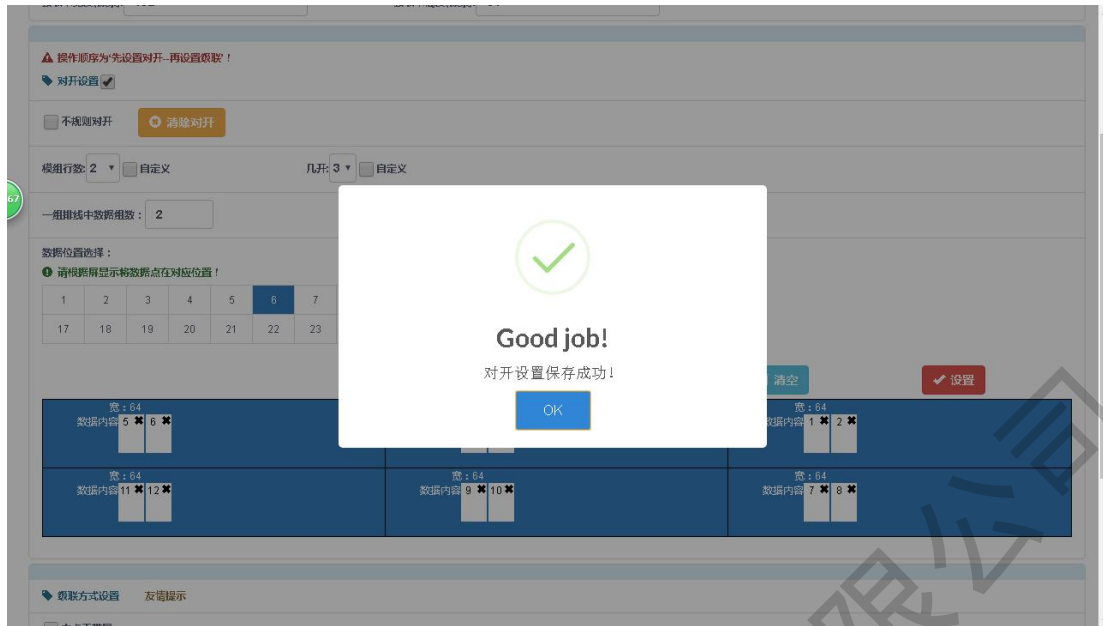 操作顺序为'先设置对开--再设置级联'！
对开设置
不规则对开 清除对开
模组行数: 2 自定义 几开: 3 自定义
67
一组排线中数据组数： 2
数据位置选择：
请根据屏显示将数据点在对应位置！
1 2 3 4 5 6 7
17 18 19 20 21 22 23
Good job!
对开设置保存成功!
OK
清空 设置
宽：64 宽：64
数据内容 5 ✖ 6 ✖ 数据内容 1 ✖ 2 ✖
宽：64 宽：64 宽：64
数据内容 11 ✖ 12 ✖ 数据内容 9 ✖ 10 ✖ 数据内容 7 ✖ 8 ✖
级联方式设置 友情提示
限公司